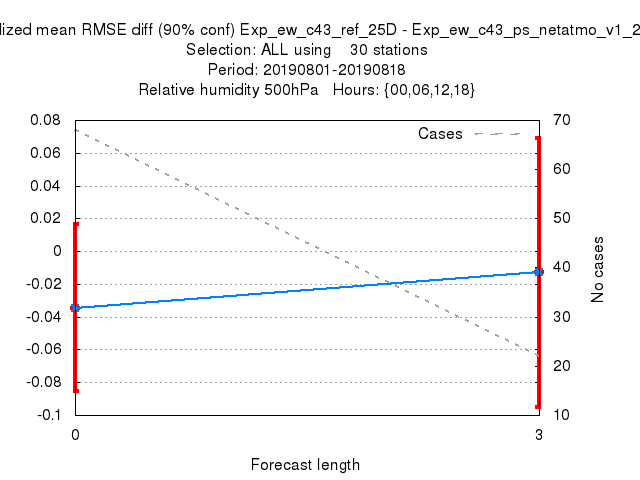 lized mean RMSE diff (90% conf) Exp_ew_c43_ref_25D - Exp_ew_c43_ps_netatmo_v1_2
Selection: ALL using 30 stations
Period: 20190801-20190818
Relative humidity 500hPa Hours: {00,06,12,18}
Cases
0.08
0.06
0.04
0.02
0
-0.02
-0.04
-0.06
-0.08
-0.1
70
60
50
40
30
20
10
No cases
0 3
Forecast length